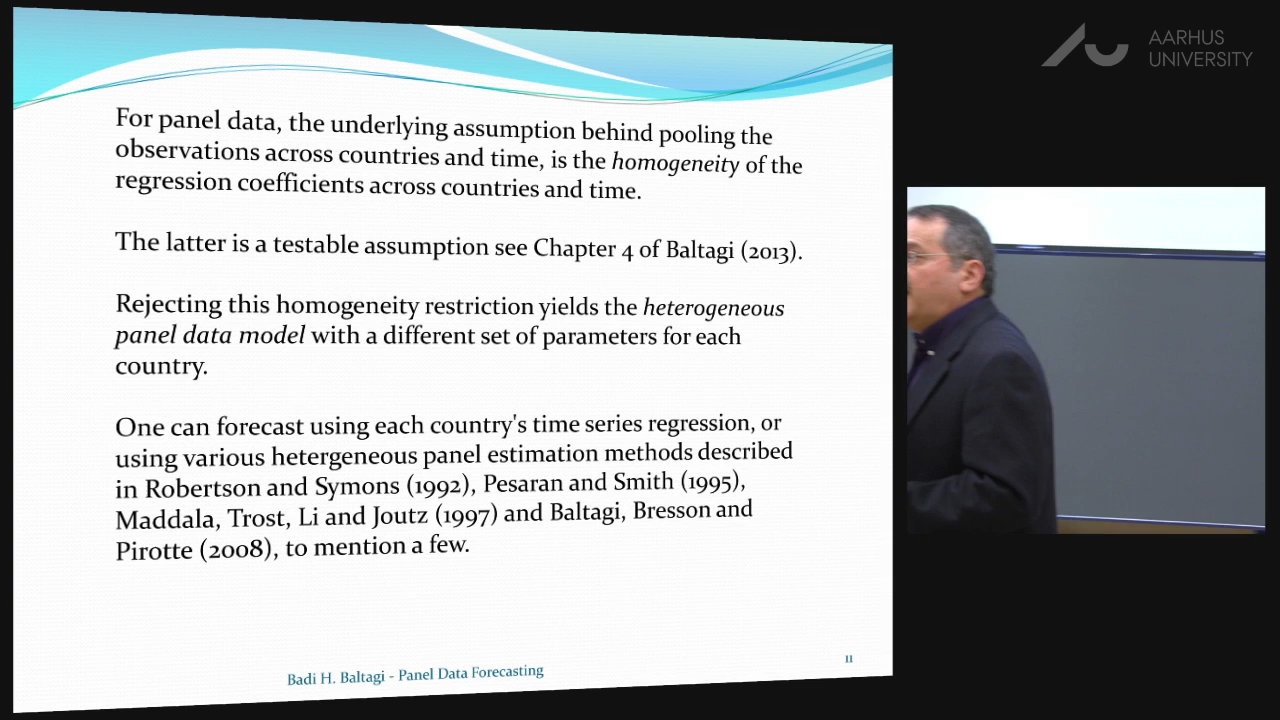 For panel data, the underlying assumption behind pooling the
observations across countries and time, is the homogeneity of the
regression coefficients across countries and time.
The latter is a testable assumption see Chapter 4 of Baltagi (2013).
Rejecting this homogeneity restriction yields the heterogeneous
panel data model with a different set of parameters for each
country.
One can forecast using each country's time series regression, or
using various hetergeneous panel estimation methods described
in Robertson and Symons (1992), Pesaran and Smith (1995),
Maddala, Trost, Li and Joutz (1997) and Baltagi, Bresson and
Pirotte (2008), to mention a few.
Badi H. Baltagi - Panel Data Forecasting
11
AARHUS
UNIVERSITY